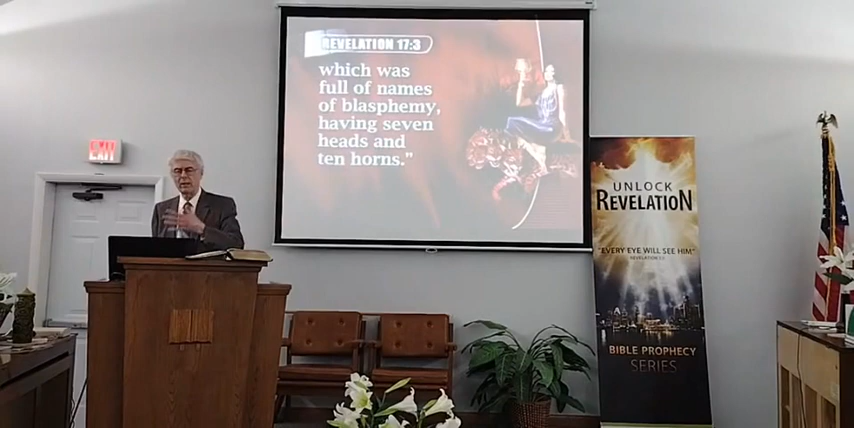 REVELATION 17:3
which was
full of names
of blasphemy,
having seven
heads and
ten horns."
EXIT
UNLOCK
REVELATION
"EVERY EYE WILL SEE HIM"
BIBLE PROPHECY
SERIES